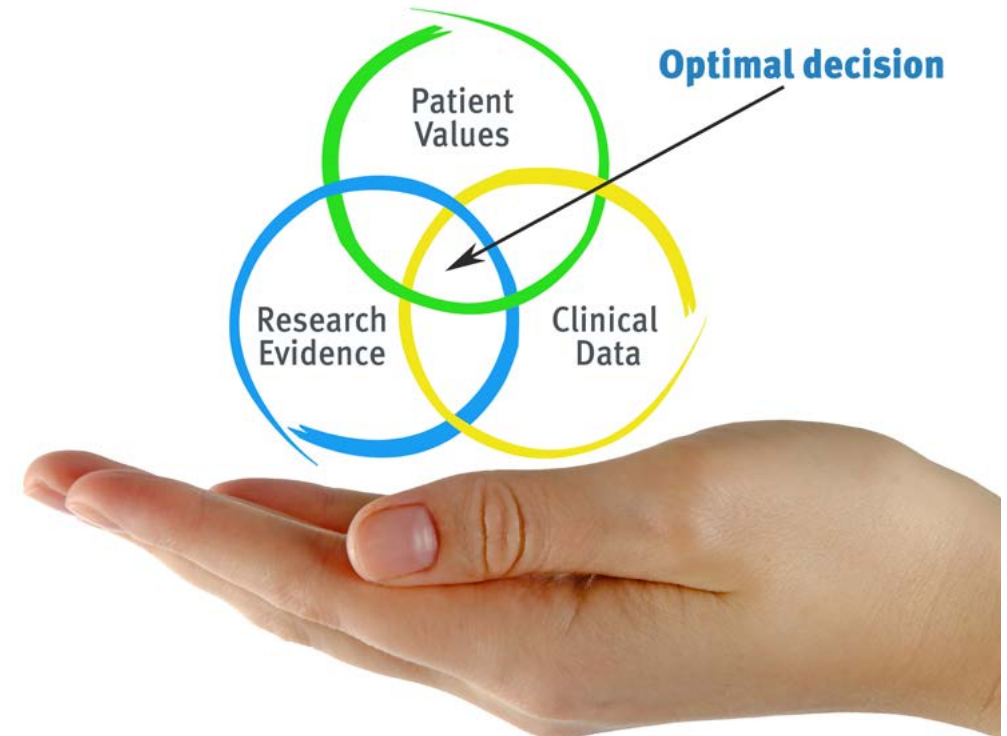 Optimal decision
Patient
Values
Research
Evidence
Clinical
Data